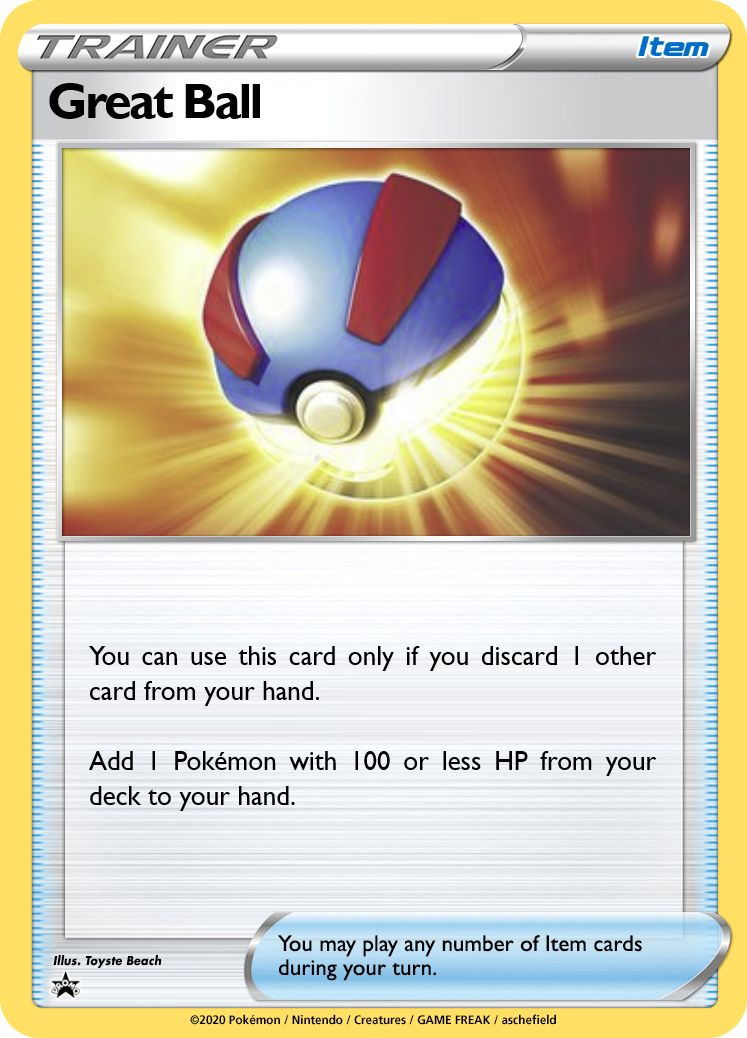 TRAINER
Item
Great Ball
You can use this card only if you discard 1 other
card from your hand.
Add 1 Pokémon with 100 or less HP from your
deck to your hand.
You may play any number of Item cards
during your turn.
Illus. Toyste Beach
PROMO
©2020 Pokémon / Nintendo / Creatures / GAME FREAK / aschefield